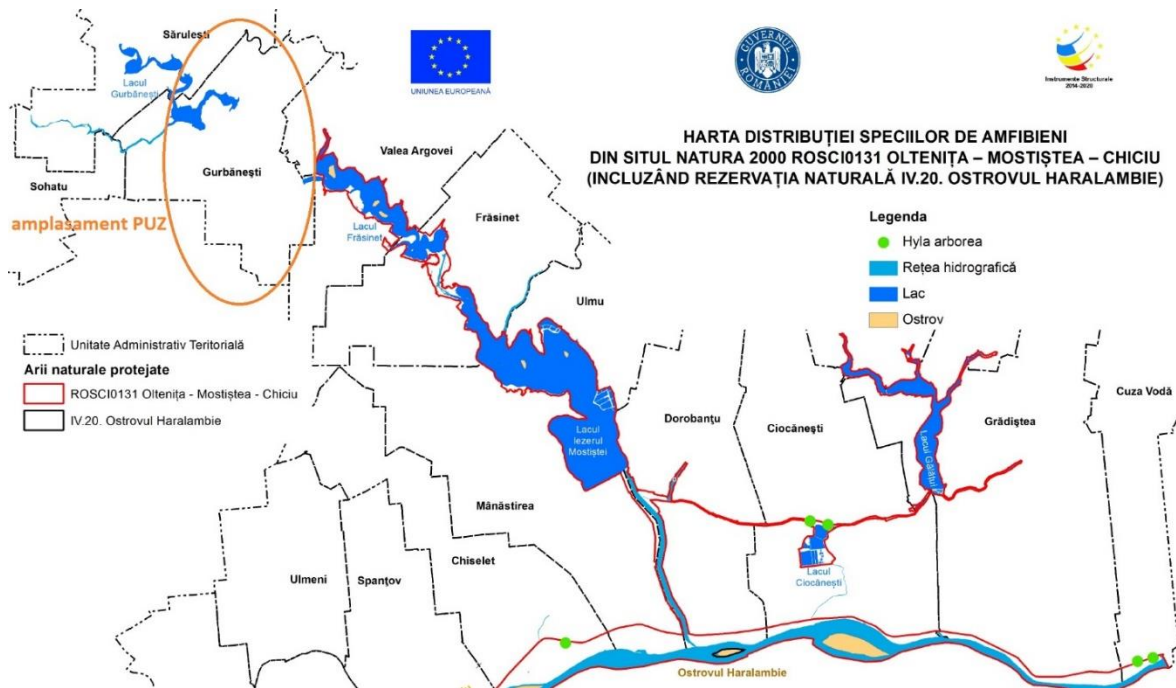 Sărulești
Lacul
Gurbănești
UNIUNEA EUROPEANĂ
GUVERNUL
ROMÂNIEI
Instrumente Structurale
2014-2020
HARTA DISTRIBUȚIEI SPECIILOR DE AMFIBIENI
DIN SITUL NATURA 2000 ROSCI0131 OLTENIȚA – MOSTIȘTEA – CHICIU
(INCLUZÂND REZERVAȚIA NATURALĂ IV.20. OSTROVUL HARALAMBIE)
Valea Argovei
Gurbănești
Sohatu
amplasament PUZ
Frăsinet
Lacul
Frăsinet
Ulmu
Legenda
Hyla arborea
Rețea hidrografică
Lac
Ostrov
Unitate Administrativ Teritorială
Arii naturale protejate
ROSCI0131 Oltenița - Mostiștea - Chiciu
IV.20. Ostrovul Haralambie
Dorobanțu
Ciocănești
Grădiștea
Cuza Vodă
Lacul
Iezerul
Mostiștei
Lacul Gălățui
Mănăstirea
Chiselet
Ulmeni
Spanțov
Lacul
Ciocănești
Ostrovul Haralambie